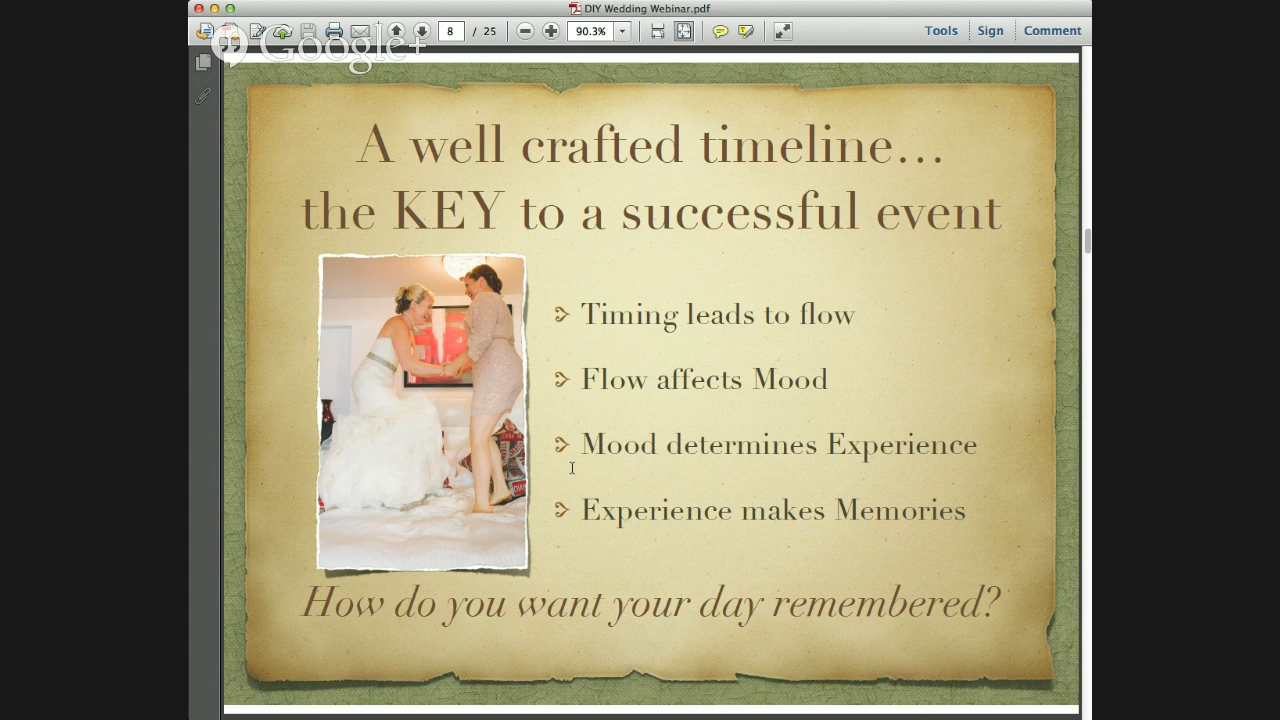 DIY Wedding Webinar.pdf
8 / 25 90.3% Tools Sign Comment
Google+
A well crafted timeline...
the KEY to a successful event
Timing leads to flow
Flow affects Mood
Mood determines Experience
Experience makes Memories
How do you want your day remembered?